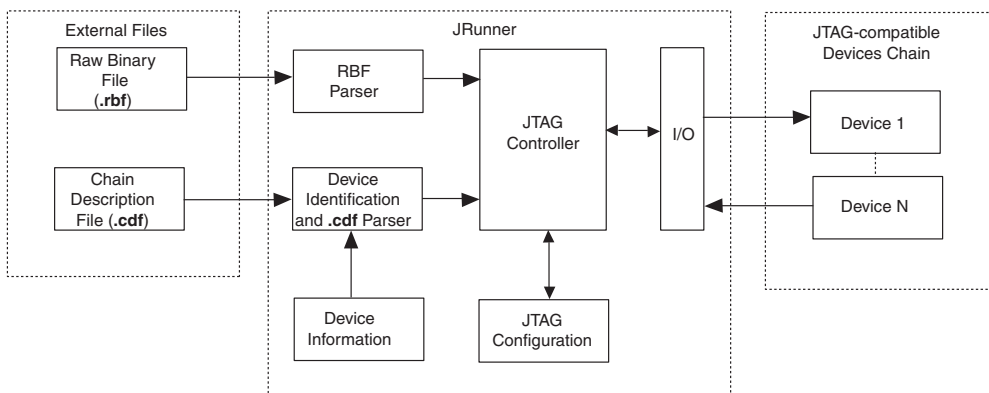 External Files
Raw Binary
File
(.rbf)
Chain
Description
File (.cdf)
JRunner
RBF
Parser
Device
Identification
and .cdf Parser
Device
Information
JTAG
Controller
JTAG
Configuration
I/O
JTAG-compatible
Devices Chain
Device 1
Device N